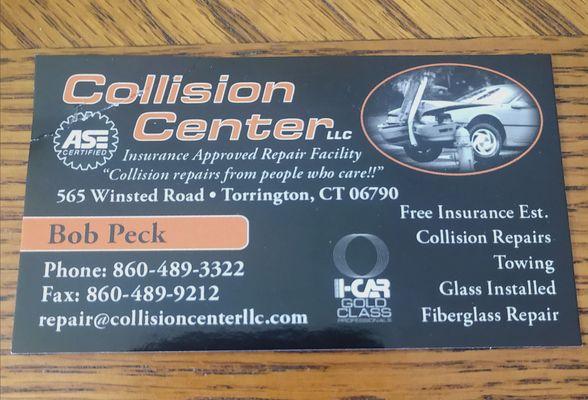 Collision
Center LLC
ASE
CERTIFIED
Insurance Approved Repair Facility
“Collision repairs from people who care!!”
565 Winsted Road • Torrington, CT 06790
Bob Peck
Phone: 860-489-3322
Fax: 860-489-9212
repair@collisioncenterllc.com
I-CAR
GOLD
CLASS
PROFESSIONALS
Free Insurance Est.
Collision Repairs
Towing
Glass Installed
Fiberglass Repair